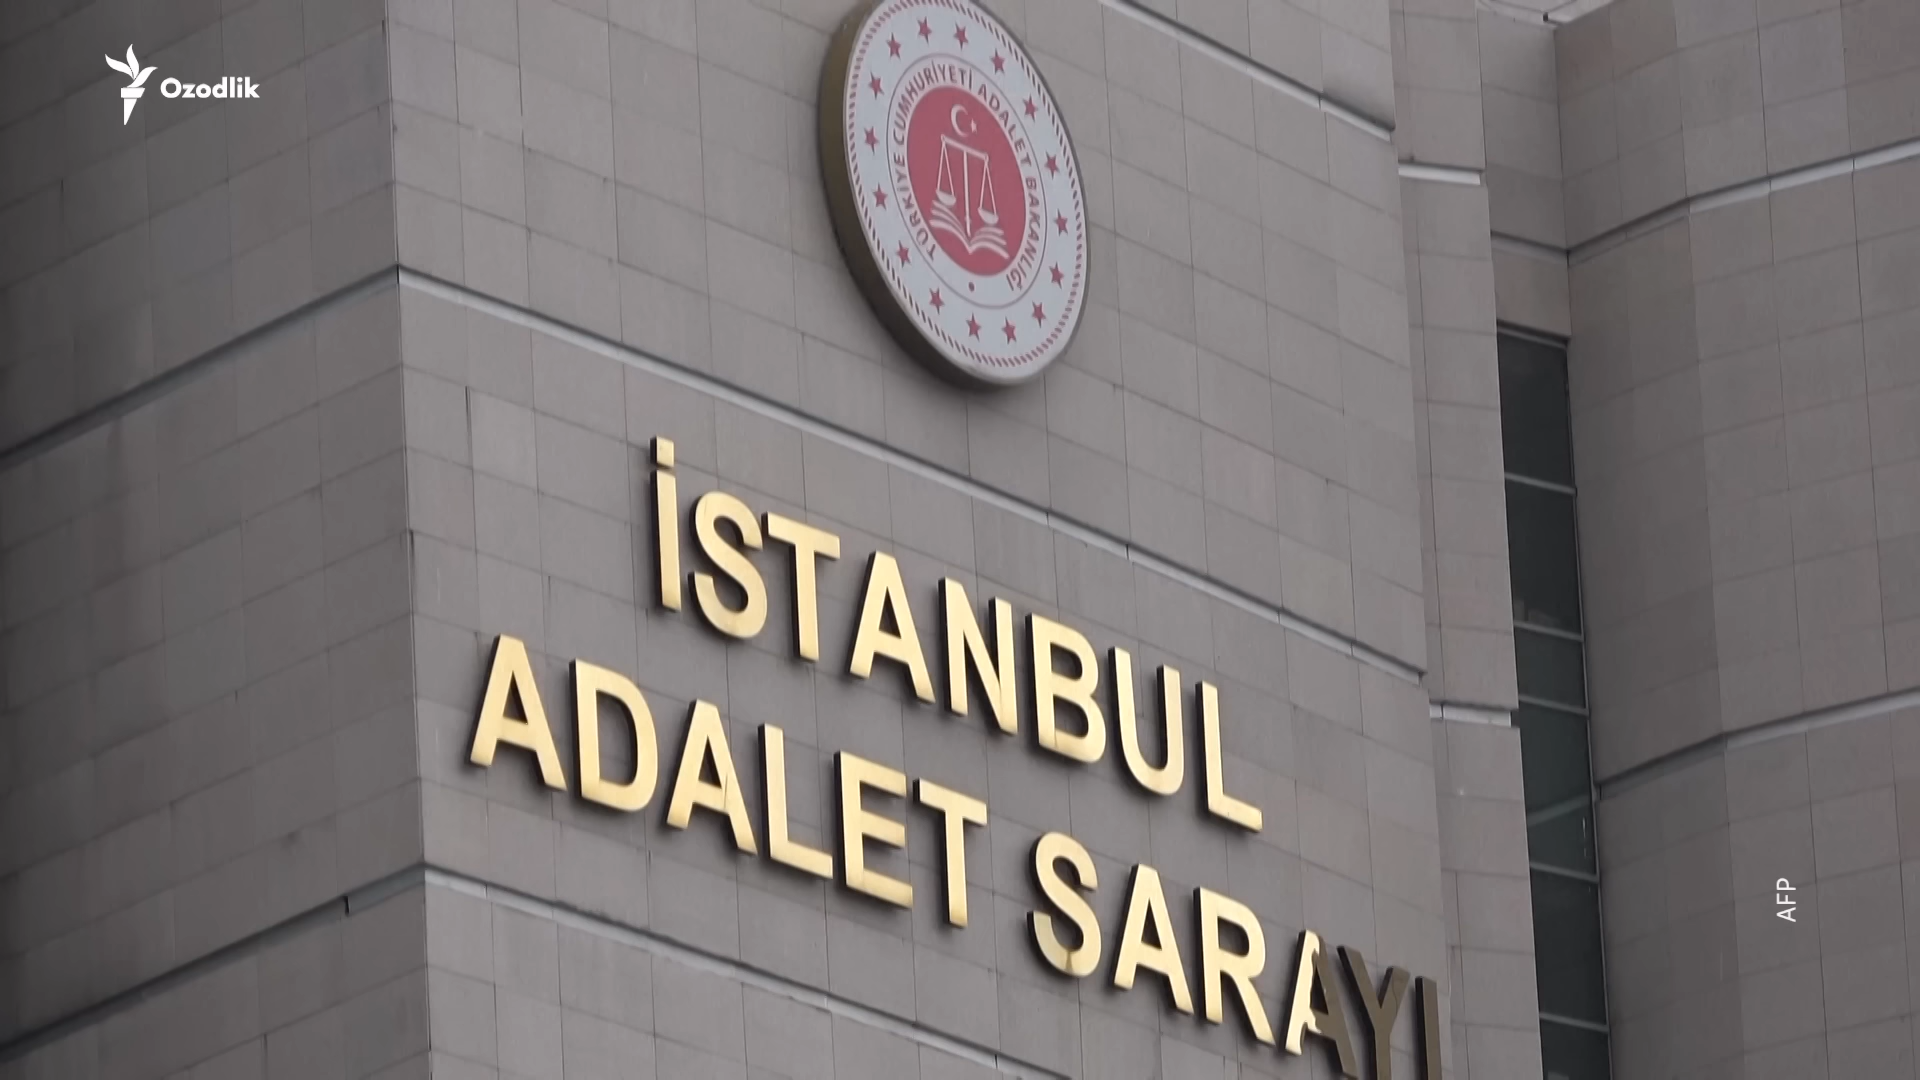 Ozodlik
TÜRKİYE CUMHURİYETİ ADALET BAKANLIĞI
İSTANBUL
ADALET SARAYI
AFP